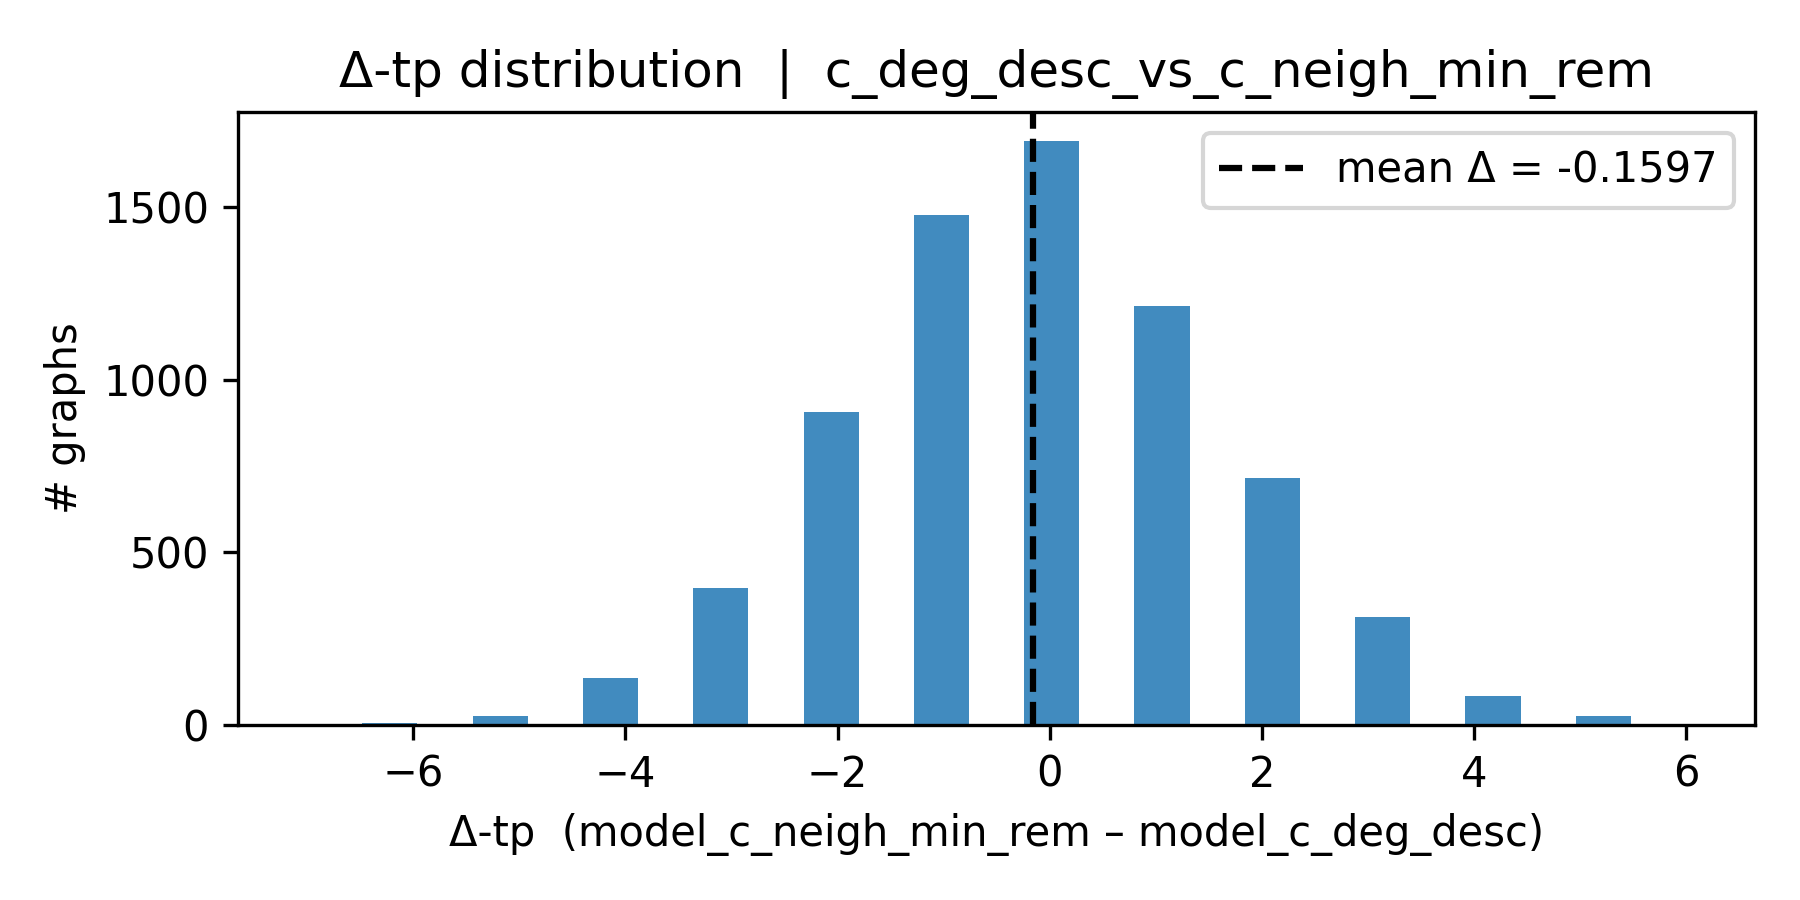 Δ-tp distribution | c_deg_desc_vs_c_neigh_min_rem
mean Δ = -0.1597
# graphs
1500
1000
500
0
−6 −4 −2 0 2 4 6
Δ-tp (model_c_neigh_min_rem – model_c_deg_desc)